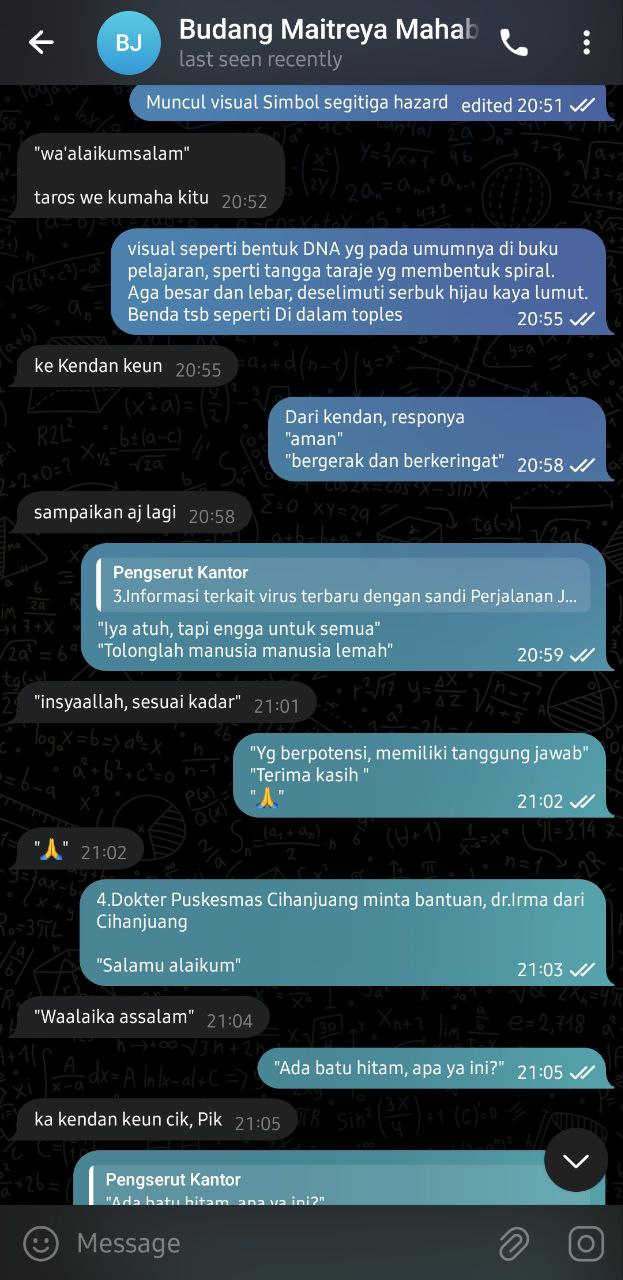 BJ
Budang Maitreya Mahab
last seen recently
Muncul visual Simbol segitiga hazard edited 20:51
"wa'alaikumsalam"
taros we kumaha kitu 20:52
visual seperti bentuk DNA yg pada umumnya di buku
pelajaran, sperti tangga taraje yg membentuk spiral.
Aga besar dan lebar, deselimuti serbuk hijau kaya lumut.
Benda tsb seperti Di dalam toples 20:55
ke Kendan keun 20:55
Dari kendan, responya
"aman"
"bergerak dan berkeringat" 20:58
sampaikan aj lagi 20:58
Pengserut Kantor
3.Informasi terkait virus terbaru dengan sandi Perjalanan J...
"Iya atuh, tapi engga untuk semua"
"Tolonglah manusia manusia lemah" 20:59
"insyaallah, sesuai kadar" 21:01
"Yg berpotensi, memiliki tanggung jawab"
"Terima kasih "
"🙏" 21:02
"🙏" 21:02
4.Dokter Puskesmas Cihanjuang minta bantuan, dr.Irma dari
Cihanjuang
"Salamu alaikum" 21:03
"Waalaika assalam" 21:04
"Ada batu hitam, apa ya ini?" 21:05
ka kendan keun cik, Pik 21:05
Pengserut Kantor
"Ada batu hitam, apa ya ini?"
Message